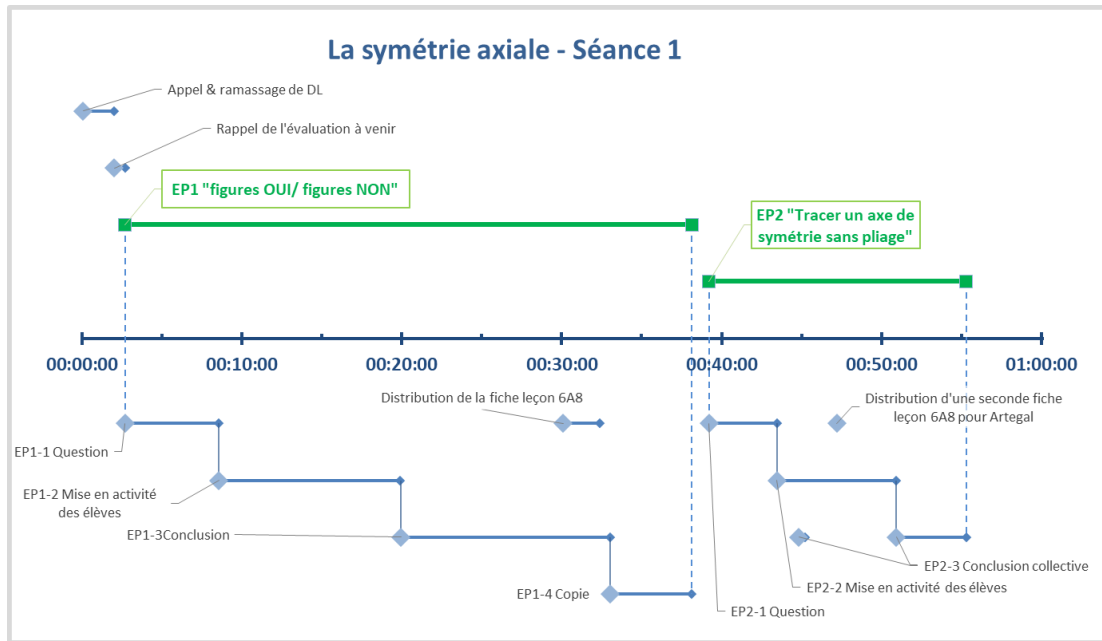 La symétrie axiale - Séance 1
Appel & ramassage de DL
Rappel de l'évaluation à venir
EP1 "figures OUI/ figures NON"
EP2 "Tracer un axe de
symétrie sans pliage"
00:00:00
00:10:00
00:20:00
00:30:00
00:40:00
00:50:00
01:00:00
Distribution de la fiche leçon 6A8
Distribution d'une seconde fiche
leçon 6A8 pour Artegal
EP1-1 Question
EP1-2 Mise en activité
des élèves
EP1-3Conclusion
EP1-4 Copie
EP2-3 Conclusion collective
EP2-2 Mise en activité des élèves
EP2-1 Question